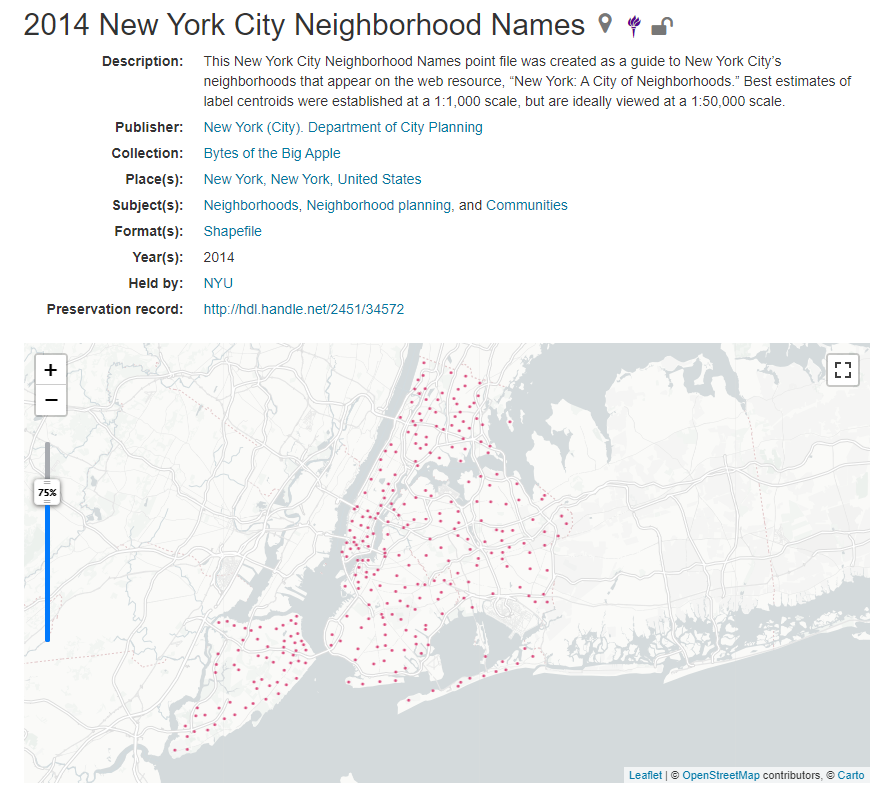 2014 New York City Neighborhood Names
Description: This New York City Neighborhood Names point file was created as a guide to New York City’s
neighborhoods that appear on the web resource, “New York: A City of Neighborhoods.” Best estimates of
label centroids were established at a 1:1,000 scale, but are ideally viewed at a 1:50,000 scale.
Publisher: New York (City). Department of City Planning
Collection: Bytes of the Big Apple
Place(s): New York, New York, United States
Subject(s): Neighborhoods, Neighborhood planning, and Communities
Format(s): Shapefile
Year(s): 2014
Held by: NYU
Preservation record: http://hdl.handle.net/2451/34572
+
−
75%
Leaflet | © OpenStreetMap contributors, © Carto